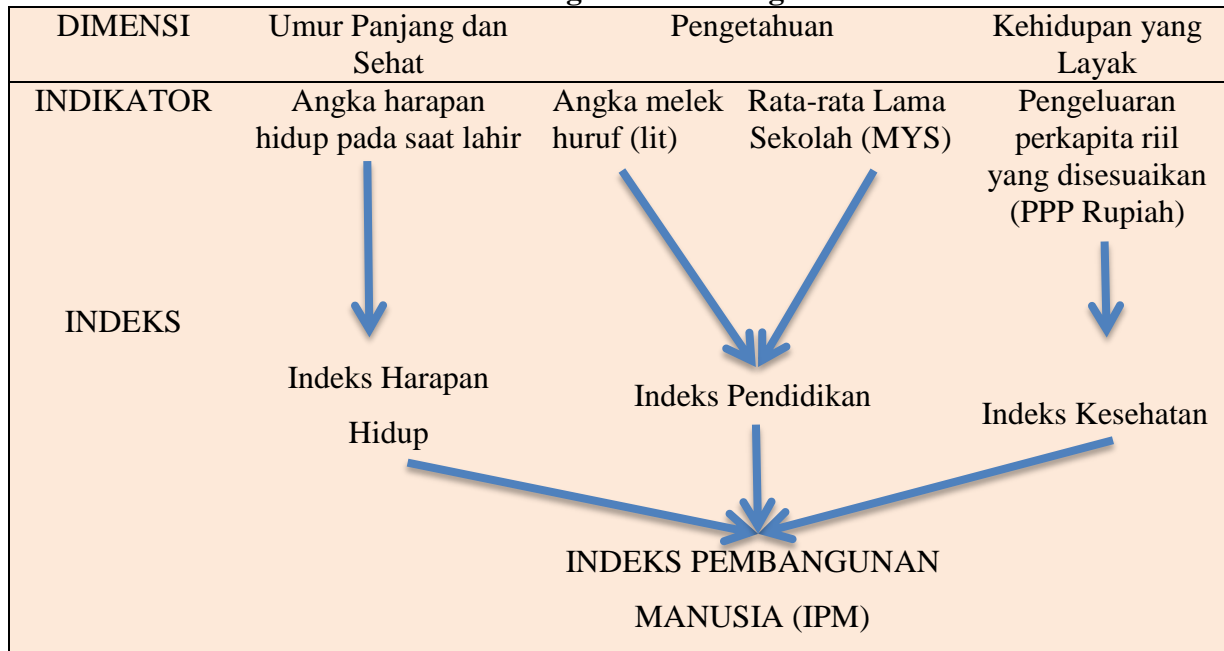 DIMENSI
Umur Panjang dan
Sehat
Pengetahuan
Kehidupan yang
Layak
INDIKATOR
Angka harapan
hidup pada saat lahir
Angka melek
huruf (lit)
Rata-rata Lama
Sekolah (MYS)
Pengeluaran
perkapita riil
yang disesuaikan
(PPP Rupiah)
INDEKS
Indeks Harapan
Hidup
Indeks Pendidikan
Indeks Kesehatan
INDEKS PEMBANGUNAN
MANUSIA (IPM)